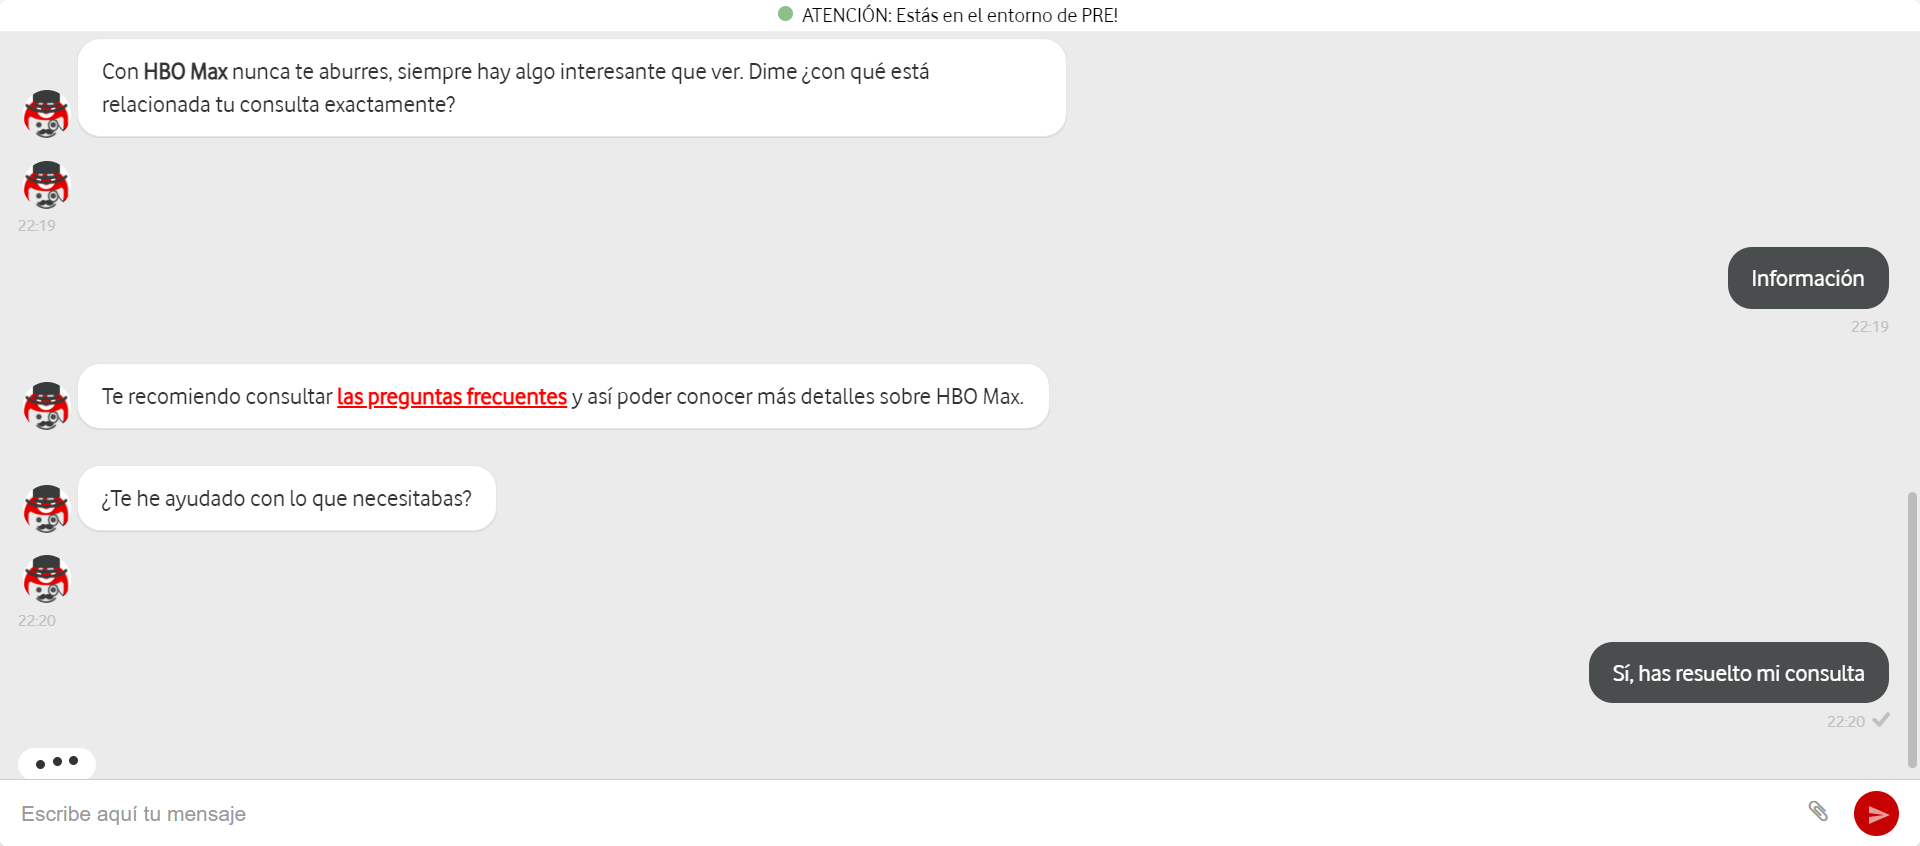 ATENCIÓN: Estás en el entorno de PRE!
Con HBO Max nunca te aburres, siempre hay algo interesante que ver. Dime ¿con qué está
relacionada tu consulta exactamente?
22:19
Información
22:19
Te recomiendo consultar las preguntas frecuentes y así poder conocer más detalles sobre HBO Max.
¿Te he ayudado con lo que necesitabas?
22:20
Sí, has resuelto mi consulta
22:20
Escribe aquí tu mensaje